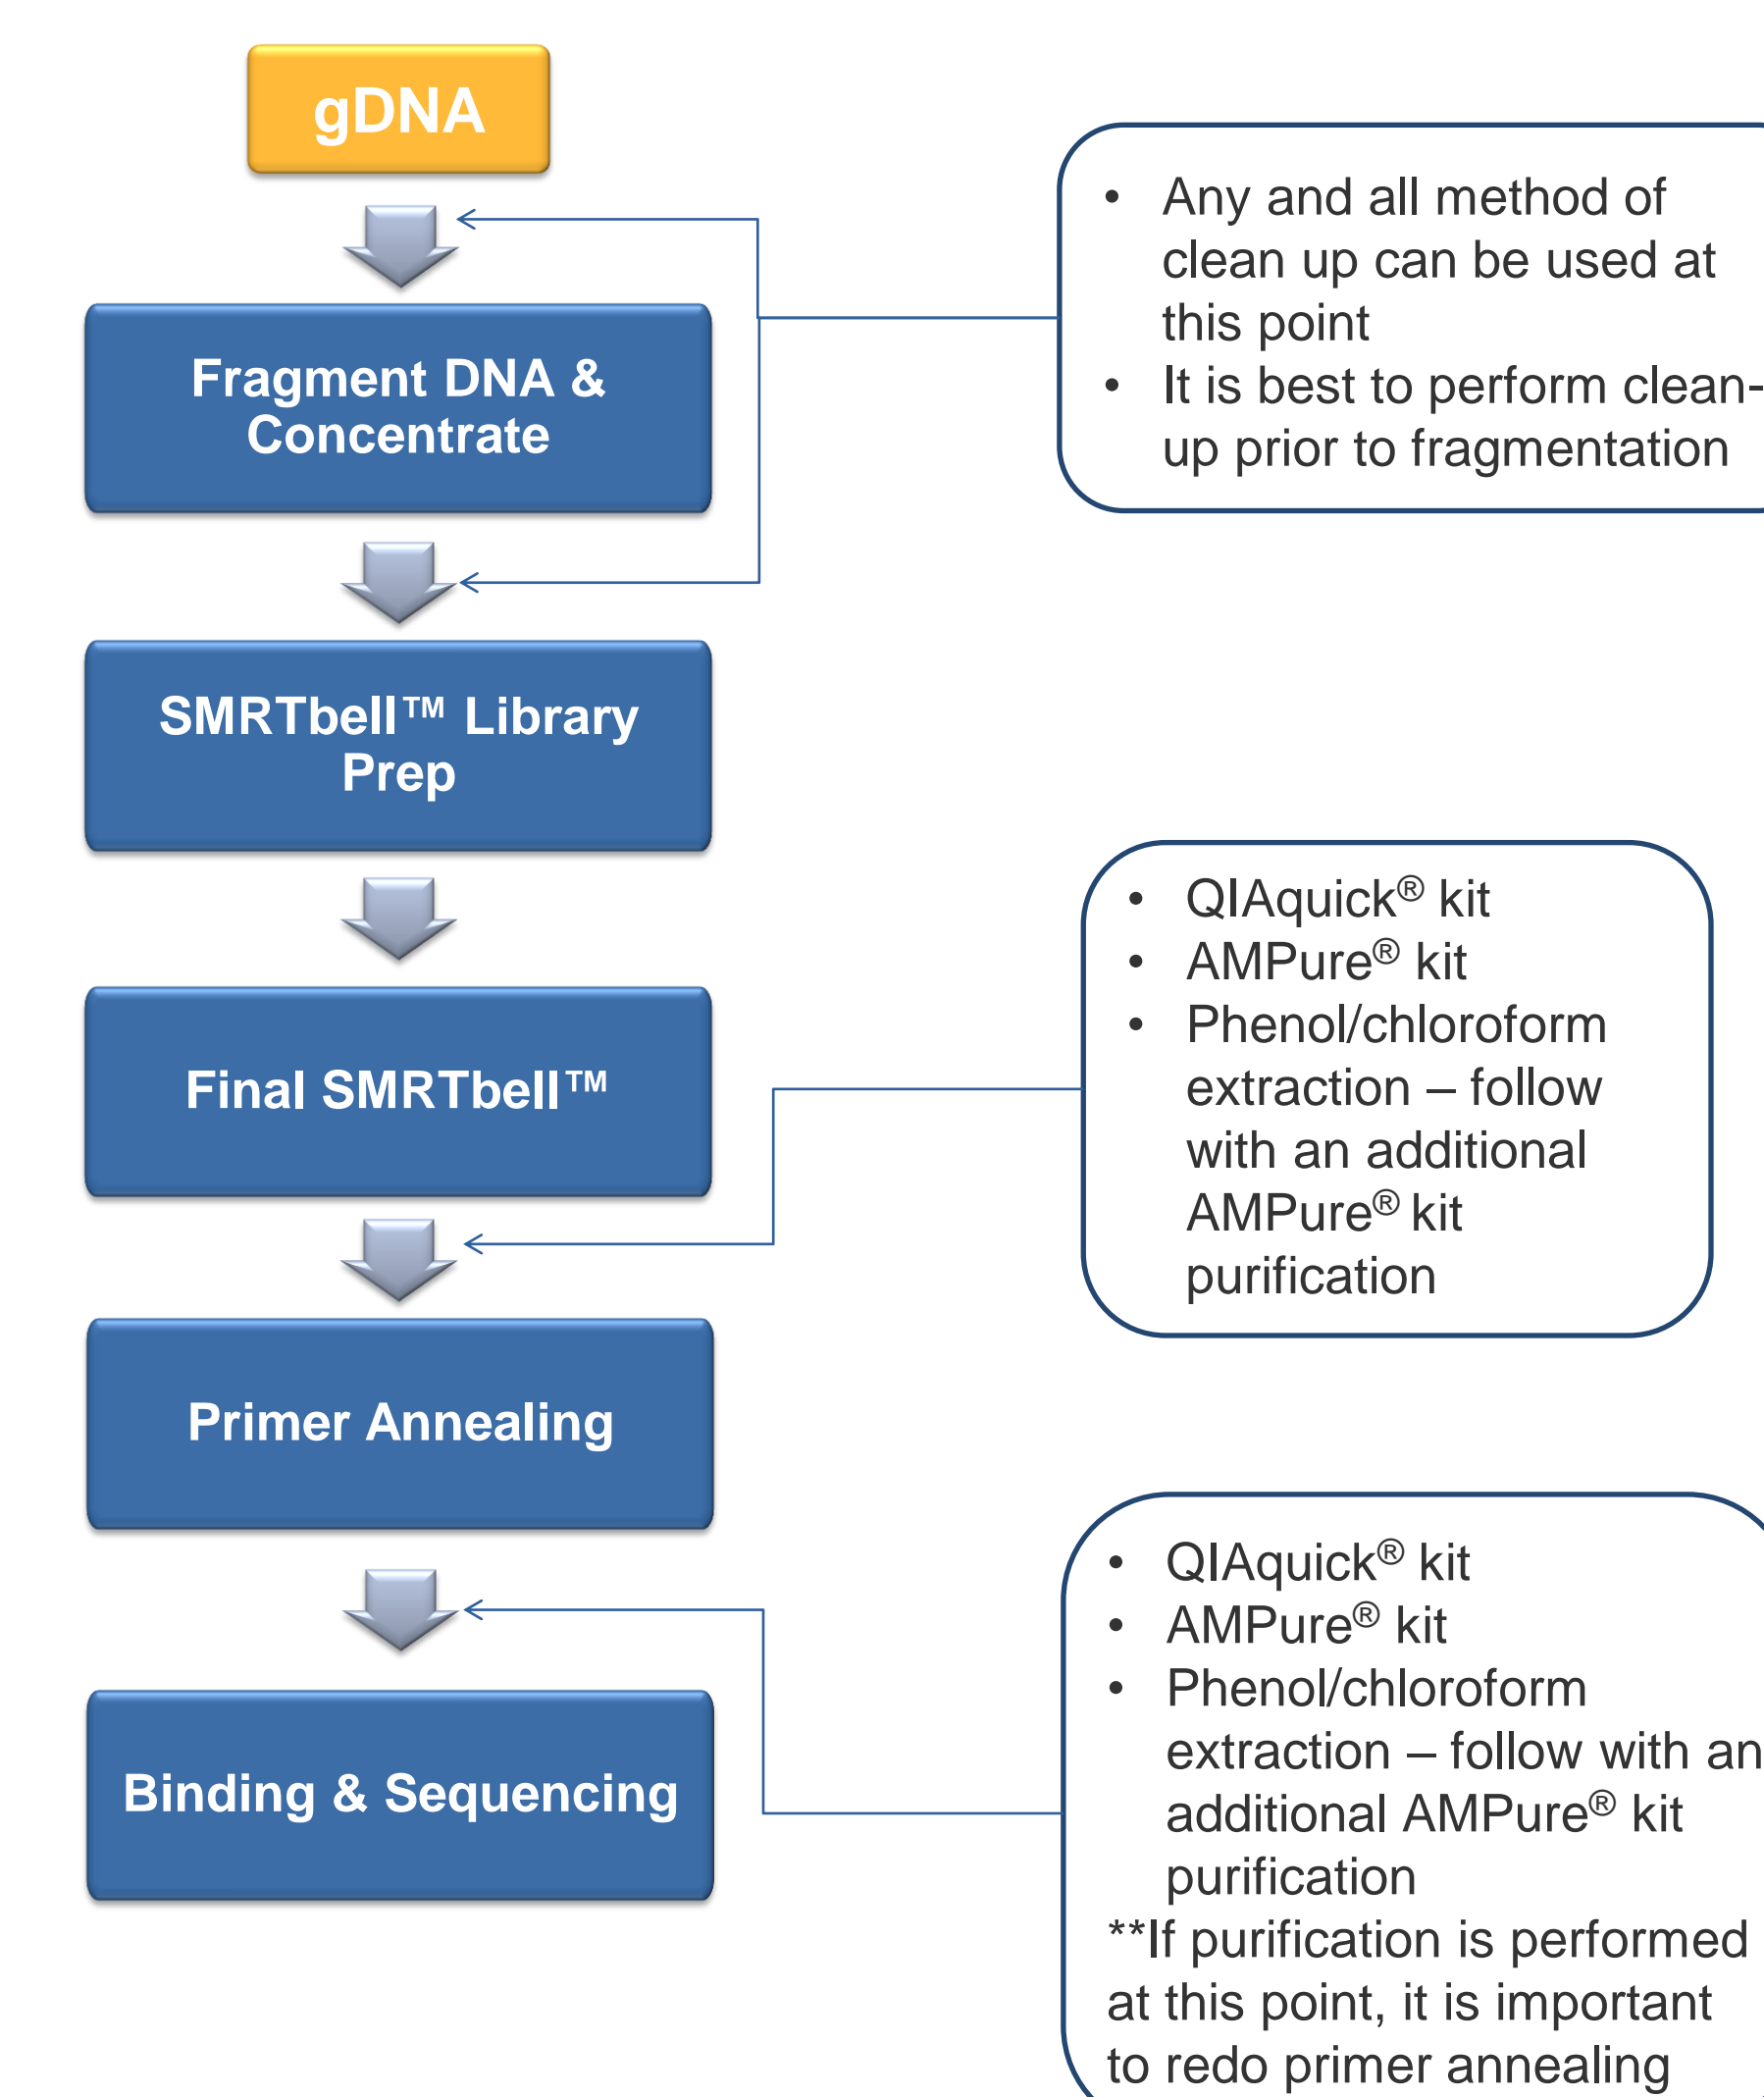 gDNA
Fragment DNA &
Concentrate
SMRTbell™ Library
Prep
Final SMRTbell™
Primer Annealing
Binding & Sequencing
• Any and all method of
clean up can be used at
this point
• It is best to perform clean-
up prior to fragmentation
• QIAquick® kit
• AMPure® kit
• Phenol/chloroform
extraction – follow
with an additional
AMPure® kit
purification
• QIAquick® kit
• AMPure® kit
• Phenol/chloroform
extraction – follow with an
additional AMPure® kit
purification
**If purification is performed
at this point, it is important
to redo primer annealing